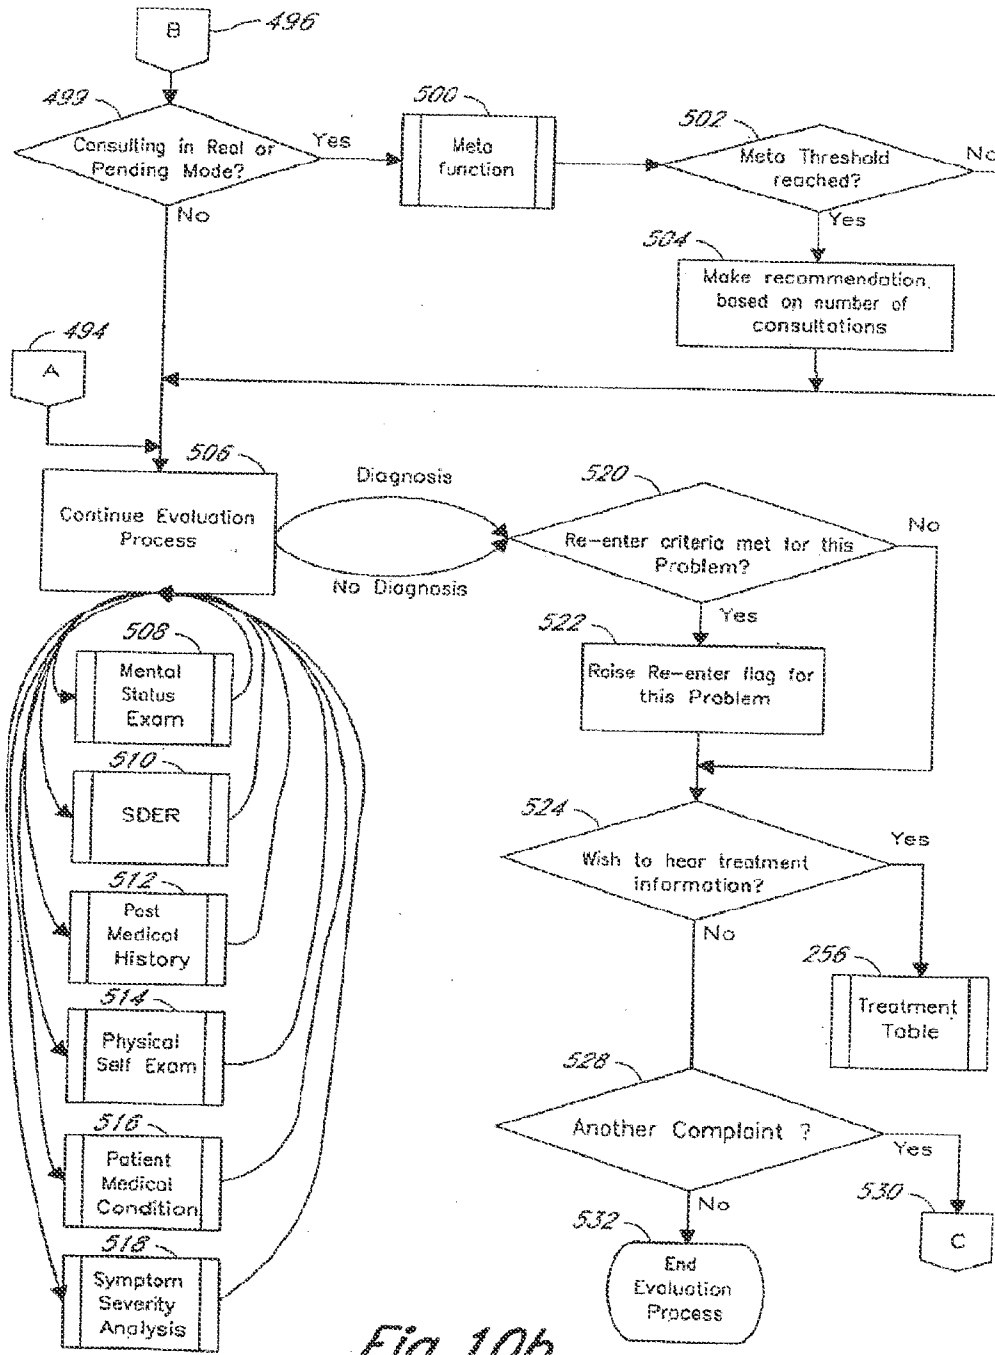 B
496
499
Consulting in Real or
Pending Mode?
Yes
No
500
Meta
function
502
Meta Threshold
reached?
No
Yes
504
Make recommendation
based on number of
consultations
494
A
506
Continue Evaluation
Process
Diagnosis
No Diagnosis
520
Re-enter criteria met for this
Problem?
No
Yes
522
Raise Re-enter flag for
this Problem
508
Mental
Status
Exam
510
SDER
512
Past
Medical
History
514
Physical
Self Exam
516
Patient
Medical
Condition
518
Symptom
Severity
Analysis
524
Wish to hear treatment
information?
Yes
No
256
Treatment
Table
528
Another Complaint ?
Yes
No
530
C
532
End
Evaluation
Process
Fig. 10b